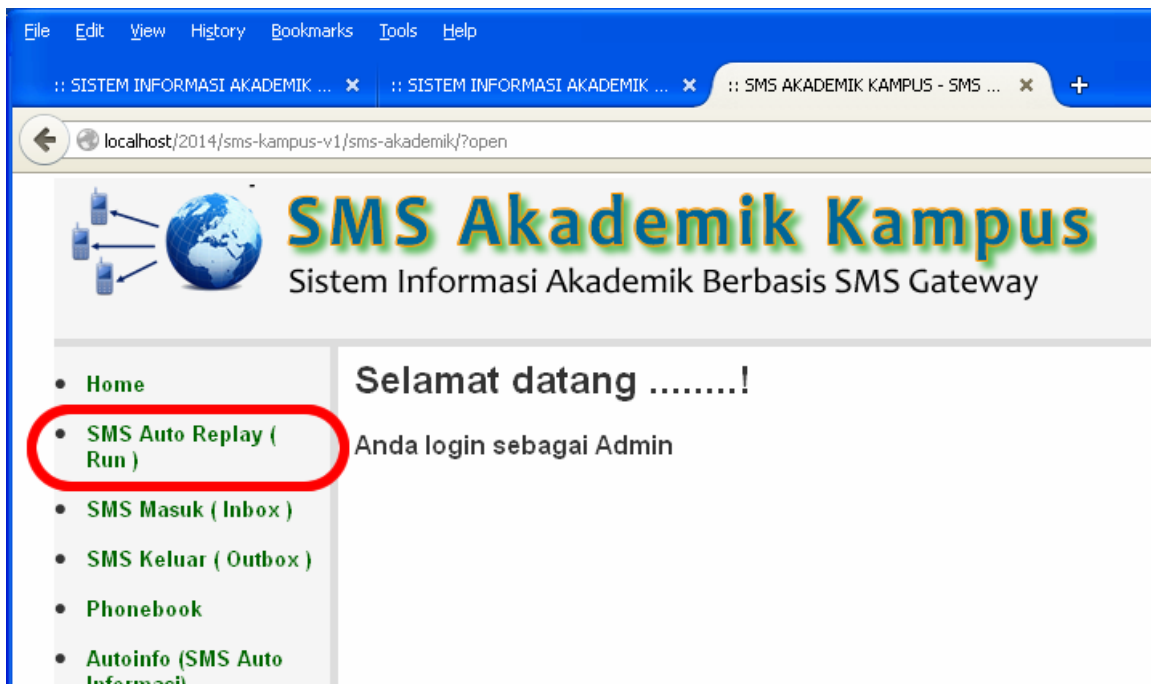 File Edit View History Bookmarks Tools Help
:: SISTEM INFORMASI AKADEMIK ... :: SISTEM INFORMASI AKADEMIK ... :: SMS AKADEMIK KAMPUS - SMS ...
localhost/2014/sms-kampus-v1/sms-akademik/?open
SMS Akademik Kampus
Sistem Informasi Akademik Berbasis SMS Gateway
Home
SMS Auto Replay (
Run )
SMS Masuk ( Inbox )
SMS Keluar ( Outbox )
Phonebook
Autoinfo (SMS Auto
Informasi)
Selamat datang ........!
Anda login sebagai Admin